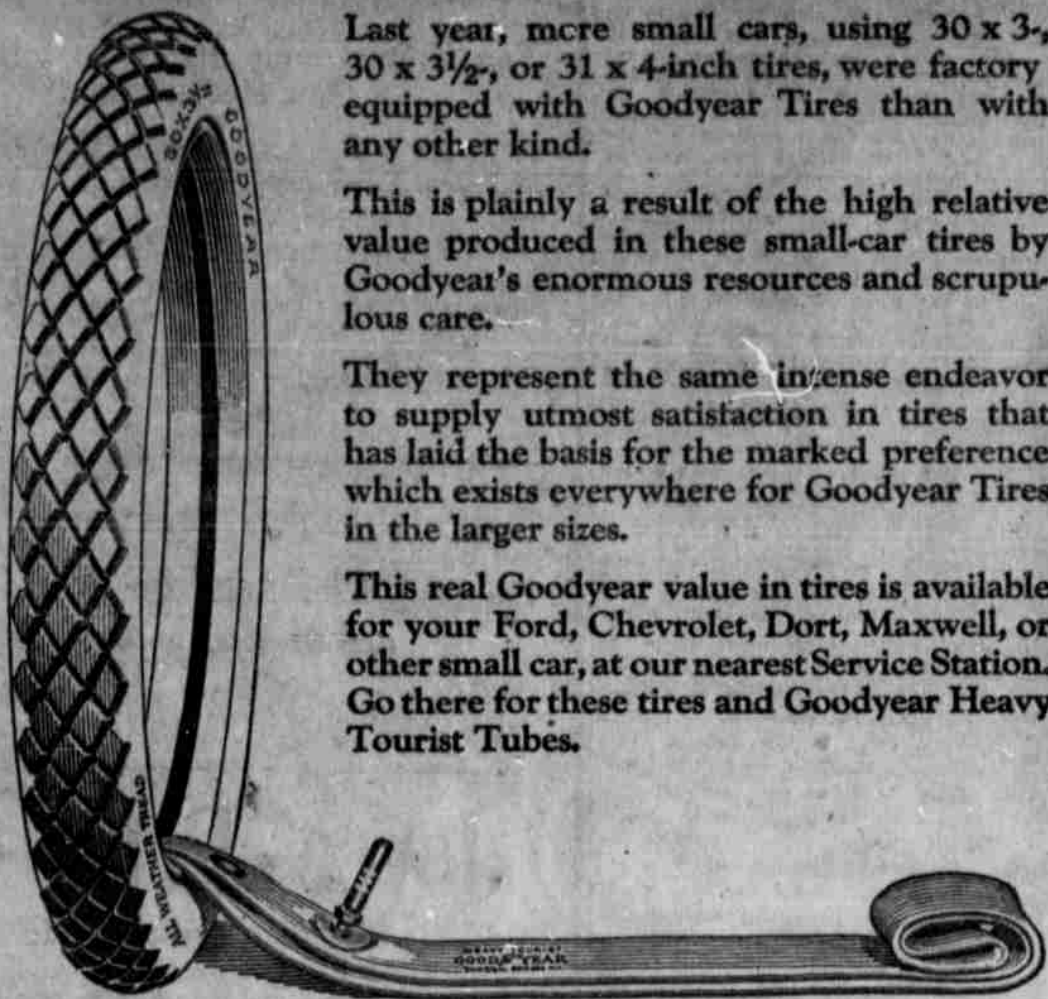 Last year, mcre small cars, using 30 x 3-,
30 x 3½-, or 31 x 4-inch tires, were factory
equipped with Goodyear Tires than with
any other kind.
This is plainly a result of the high relative
value produced in these small-car tires by
Goodyear's enormous resources and scrupu-
lous care.
They represent the same intense endeavor
to supply utmost satisfaction in tires that
has laid the basis for the marked preference
which exists everywhere for Goodyear Tires
in the larger sizes.
This real Goodyear value in tires is available
for your Ford, Chevrolet, Dort, Maxwell, or
other small car, at our nearest Service Station.
Go there for these tires and Goodyear Heavy
Tourist Tubes.
30X3½"
GOODYEAR
ALL WEATHER TREAD
HEAVY TOURIST
GOODYEAR